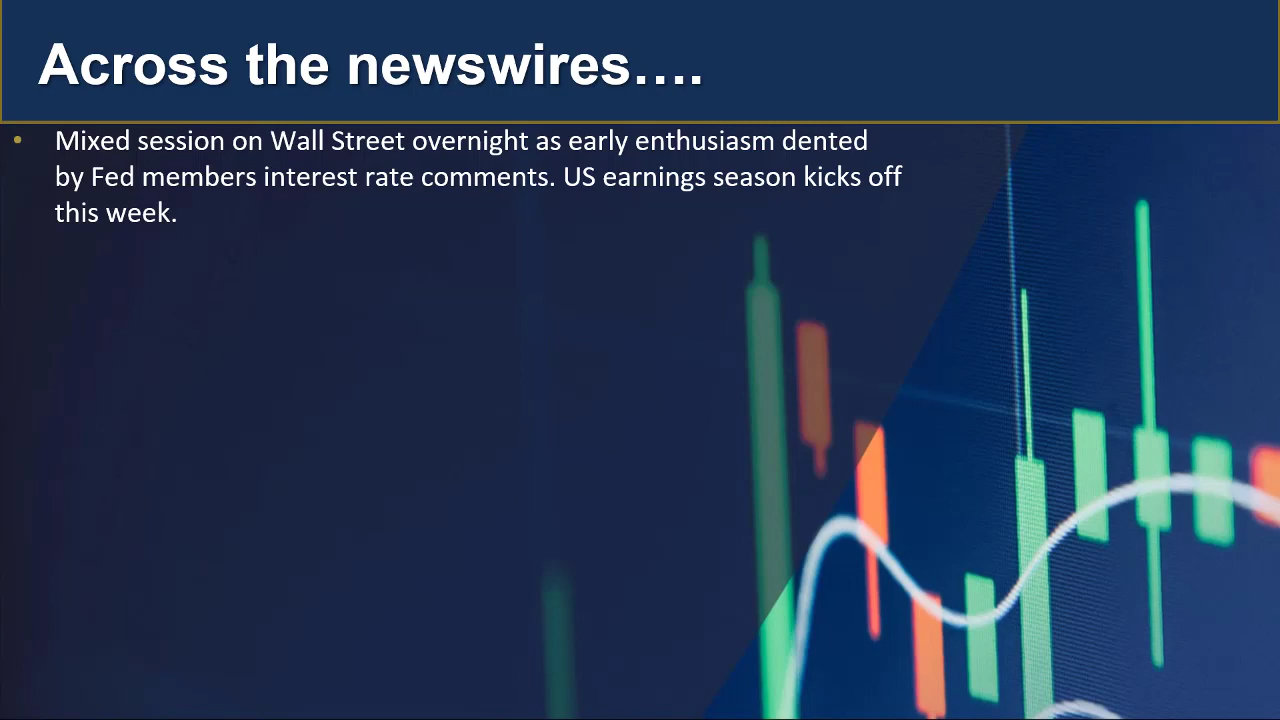 Across the newswires....
• Mixed session on Wall Street overnight as early enthusiasm dented
by Fed members interest rate comments. US earnings season kicks off
this week.